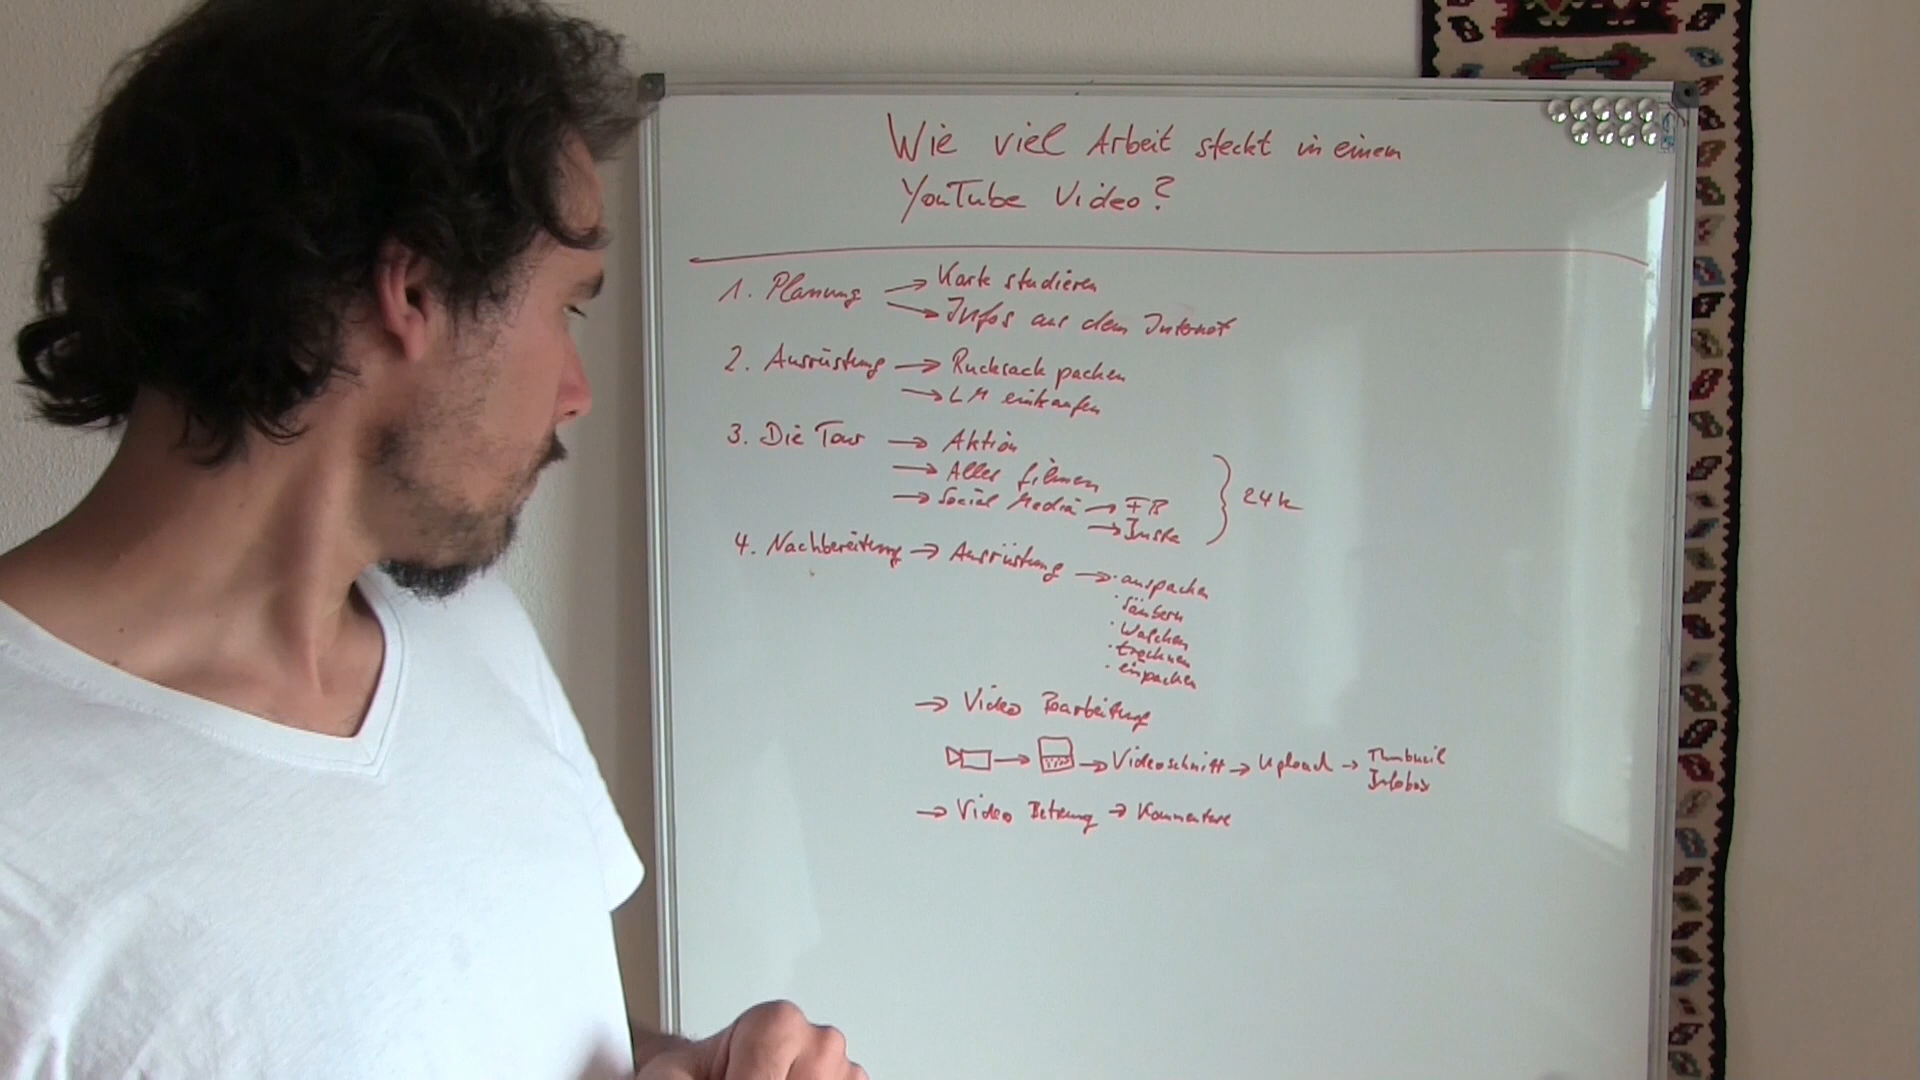 Wie viel Arbeit steckt in einem
YouTube Video?
1. Planung → Karte studieren
→ Infos aus dem Internet
2. Ausrüstung → Rucksack packen
→ LM einkaufen
3. Die Tour → Aktion
→ Alles filmen
→ Social Media → FB
→ Insta
} 24h
4. Nachbereitung → Ausrüstung → · auspacken
· säubern
· waschen
· trocknen
· einpacken
→ Video Bearbeitung
→ → Videoschnitt → Upload → Thumbnail
Infobox
→ Video Betreuung → Kommentare